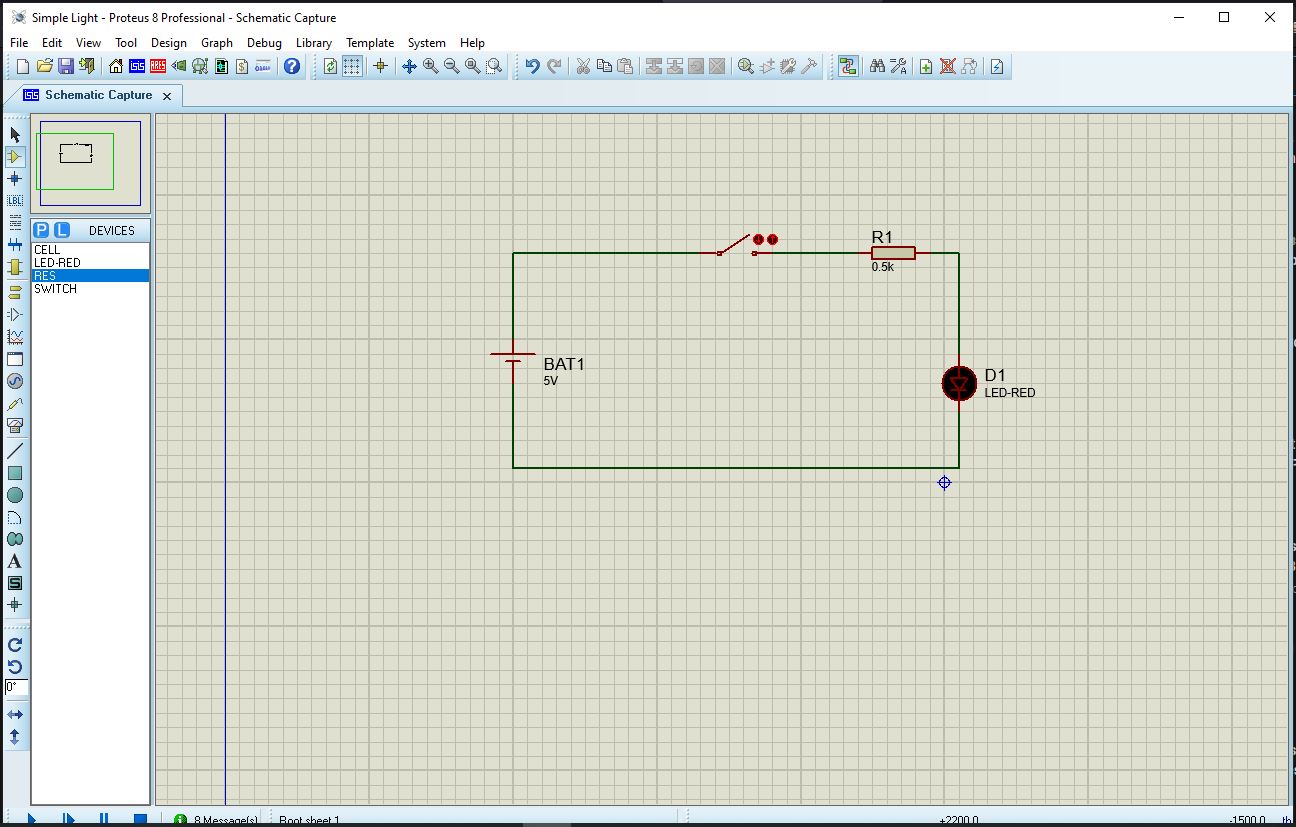 Simple Light - Proteus 8 Professional - Schematic Capture
File Edit View Tool Design Graph Debug Library Template System Help
Schematic Capture
LBL
P L DEVICES
CELL
LED-RED
RES
SWITCH
R1
0.5k
BAT1
5V
D1
LED-RED
A
S
0°
8 Message(s) Root sheet 1 +2200.0 -1500.0 th